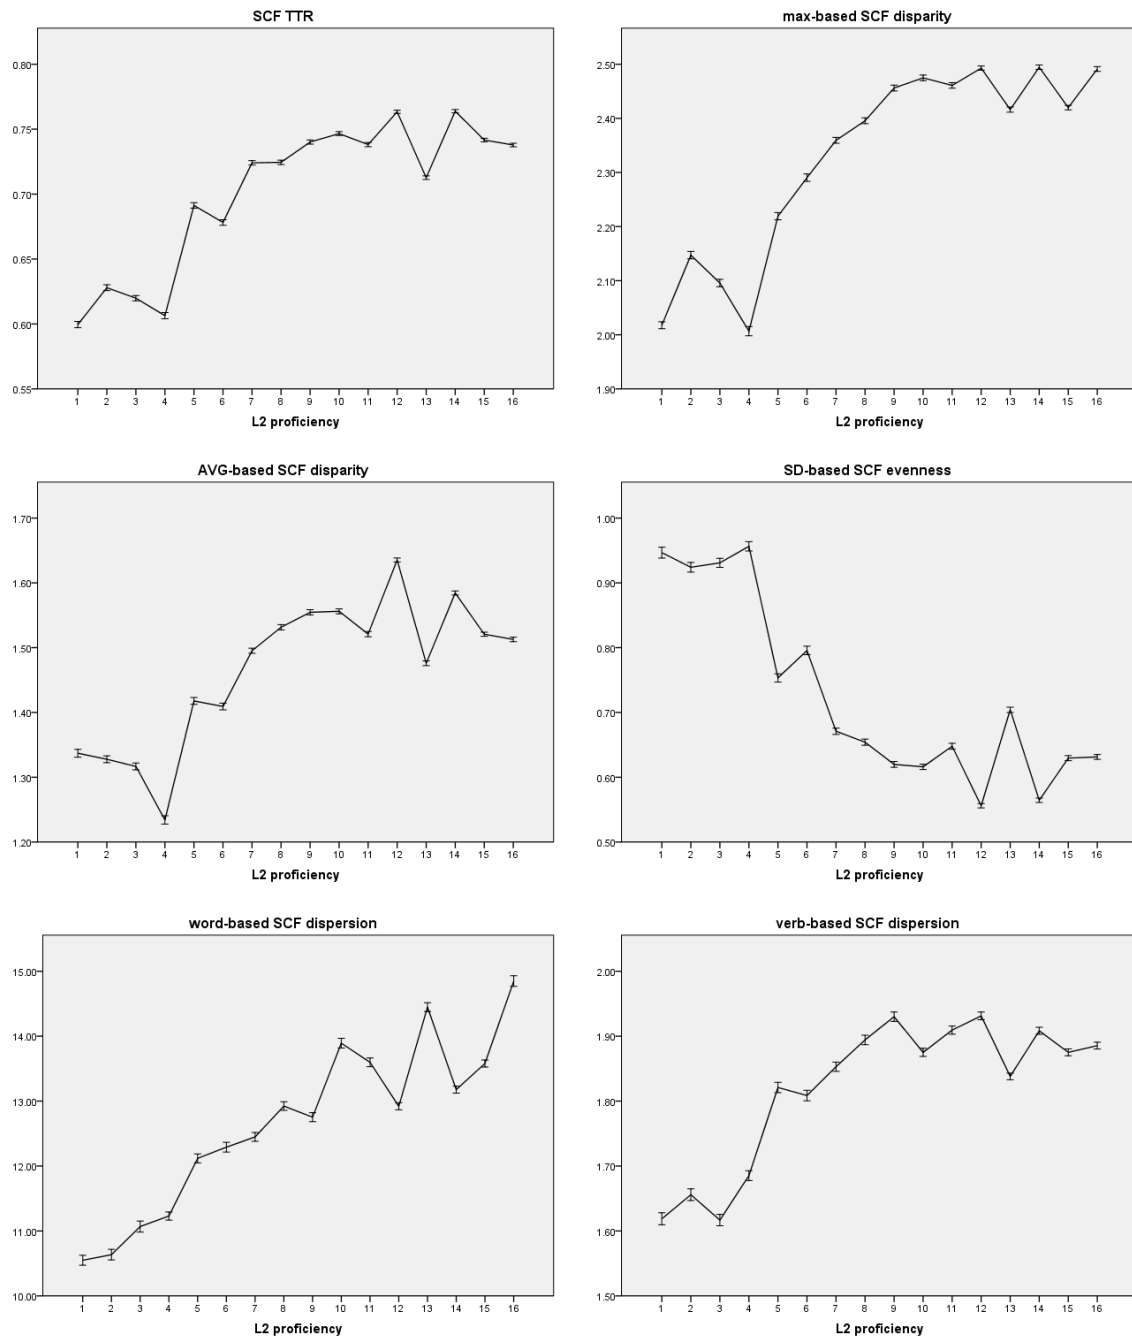 SCF TTR
0.80
0.75
0.70
0.65
0.60
0.55
1 2 3 4 5 6 7 8 9 10 11 12 13 14 15 16
L2 proficiency
max-based SCF disparity
2.50
2.40
2.30
2.20
2.10
2.00
1.90
1 2 3 4 5 6 7 8 9 10 11 12 13 14 15 16
L2 proficiency
AVG-based SCF disparity
1.70
1.60
1.50
1.40
1.30
1.20
1 2 3 4 5 6 7 8 9 10 11 12 13 14 15 16
L2 proficiency
SD-based SCF evenness
1.00
0.90
0.80
0.70
0.60
0.50
1 2 3 4 5 6 7 8 9 10 11 12 13 14 15 16
L2 proficiency
word-based SCF dispersion
15.00
14.00
13.00
12.00
11.00
10.00
1 2 3 4 5 6 7 8 9 10 11 12 13 14 15 16
L2 proficiency
verb-based SCF dispersion
2.00
1.90
1.80
1.70
1.60
1.50
1 2 3 4 5 6 7 8 9 10 11 12 13 14 15 16
L2 proficiency